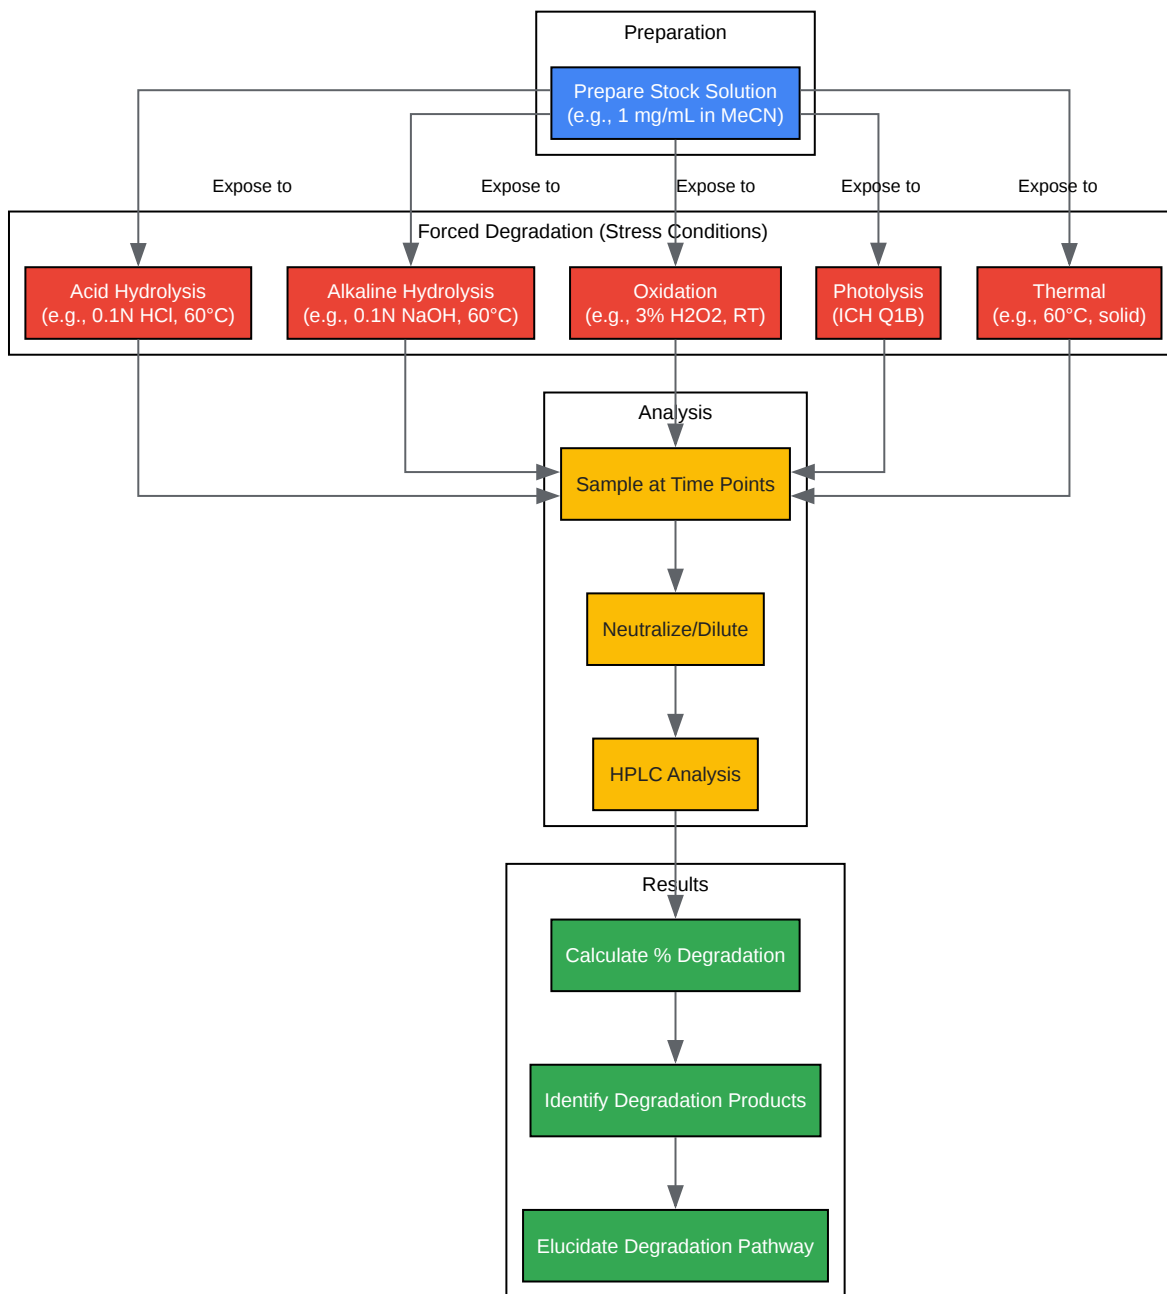 Preparation
Prepare Stock Solution
(e.g., 1 mg/mL in MeCN)
Expose to
Expose to
Expose to
Expose to
Expose to
Forced Degradation (Stress Conditions)
Acid Hydrolysis
(e.g., 0.1N HCl, 60°C)
Alkaline Hydrolysis
(e.g., 0.1N NaOH, 60°C)
Oxidation
(e.g., 3% H2O2, RT)
Photolysis
(ICH Q1B)
Thermal
(e.g., 60°C, solid)
Analysis
Sample at Time Points
Neutralize/Dilute
HPLC Analysis
Results
Calculate % Degradation
Identify Degradation Products
Elucidate Degradation Pathway